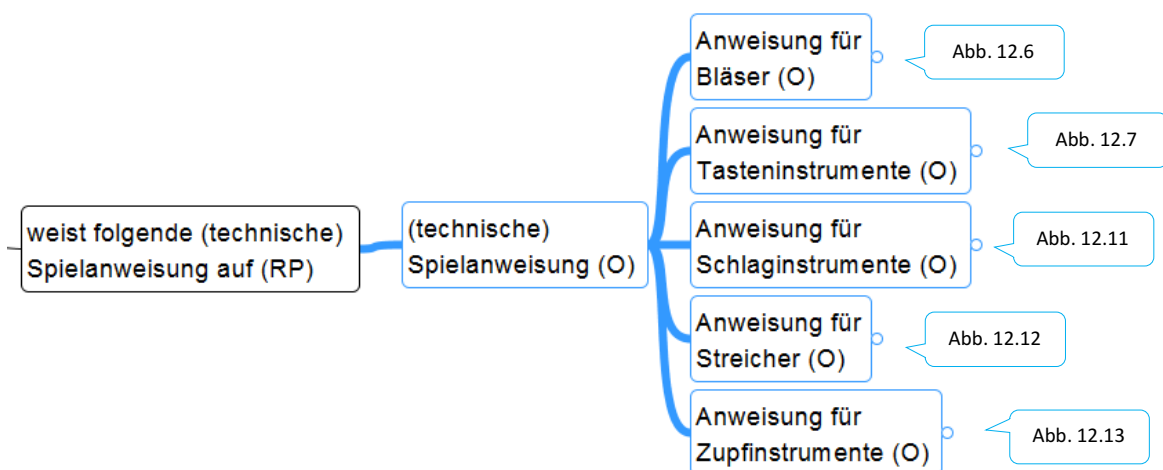 Anweisung für
Bläser (O)
Abb. 12.6
Anweisung für
Tasteninstrumente (O)
Abb. 12.7
weist folgende (technische)
Spielanweisung auf (RP)
(technische)
Spielanweisung (O)
Anweisung für
Schlaginstrumente (O)
Abb. 12.11
Anweisung für
Streicher (O)
Abb. 12.12
Anweisung für
Zupfinstrumente (O)
Abb. 12.13